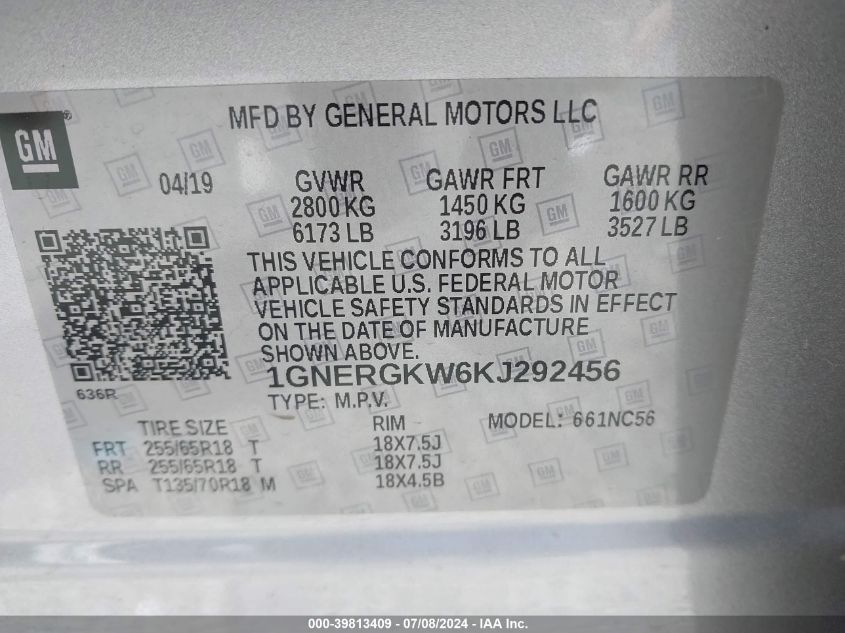 GM ®
MFD BY GENERAL MOTORS LLC
04/19 GVWR GAWR FRT GAWR RR
2800 KG 1450 KG 1600 KG
6173 LB 3196 LB 3527 LB
THIS VEHICLE CONFORMS TO ALL
APPLICABLE U.S. FEDERAL MOTOR
VEHICLE SAFETY STANDARDS IN EFFECT
ON THE DATE OF MANUFACTURE
SHOWN ABOVE.
1GNERGKW6KJ292456
636R
TYPE: M.P.V.
MODEL: 661NC56
TIRE SIZE RIM
FRT 255/65R18 T 18X7.5J
RR 255/65R18 T 18X7.5J
SPA T135/70R18 M 18X4.5B
000-39813409 - 07/08/2024 - IAA Inc.